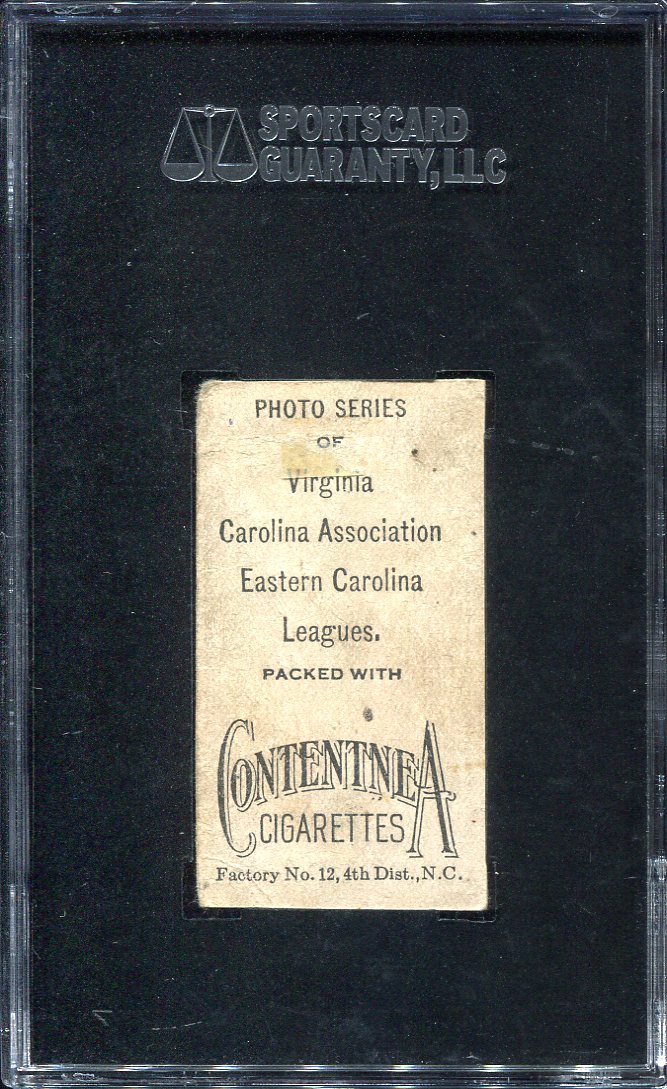 SPORTSCARD
GUARANTY, LLC
PHOTO SERIES
OF
Virginia
Carolina Association
Eastern Carolina
Leagues.
PACKED WITH
CONTENTNEA
CIGARETTES
Factory No. 12, 4th Dist., N.C.